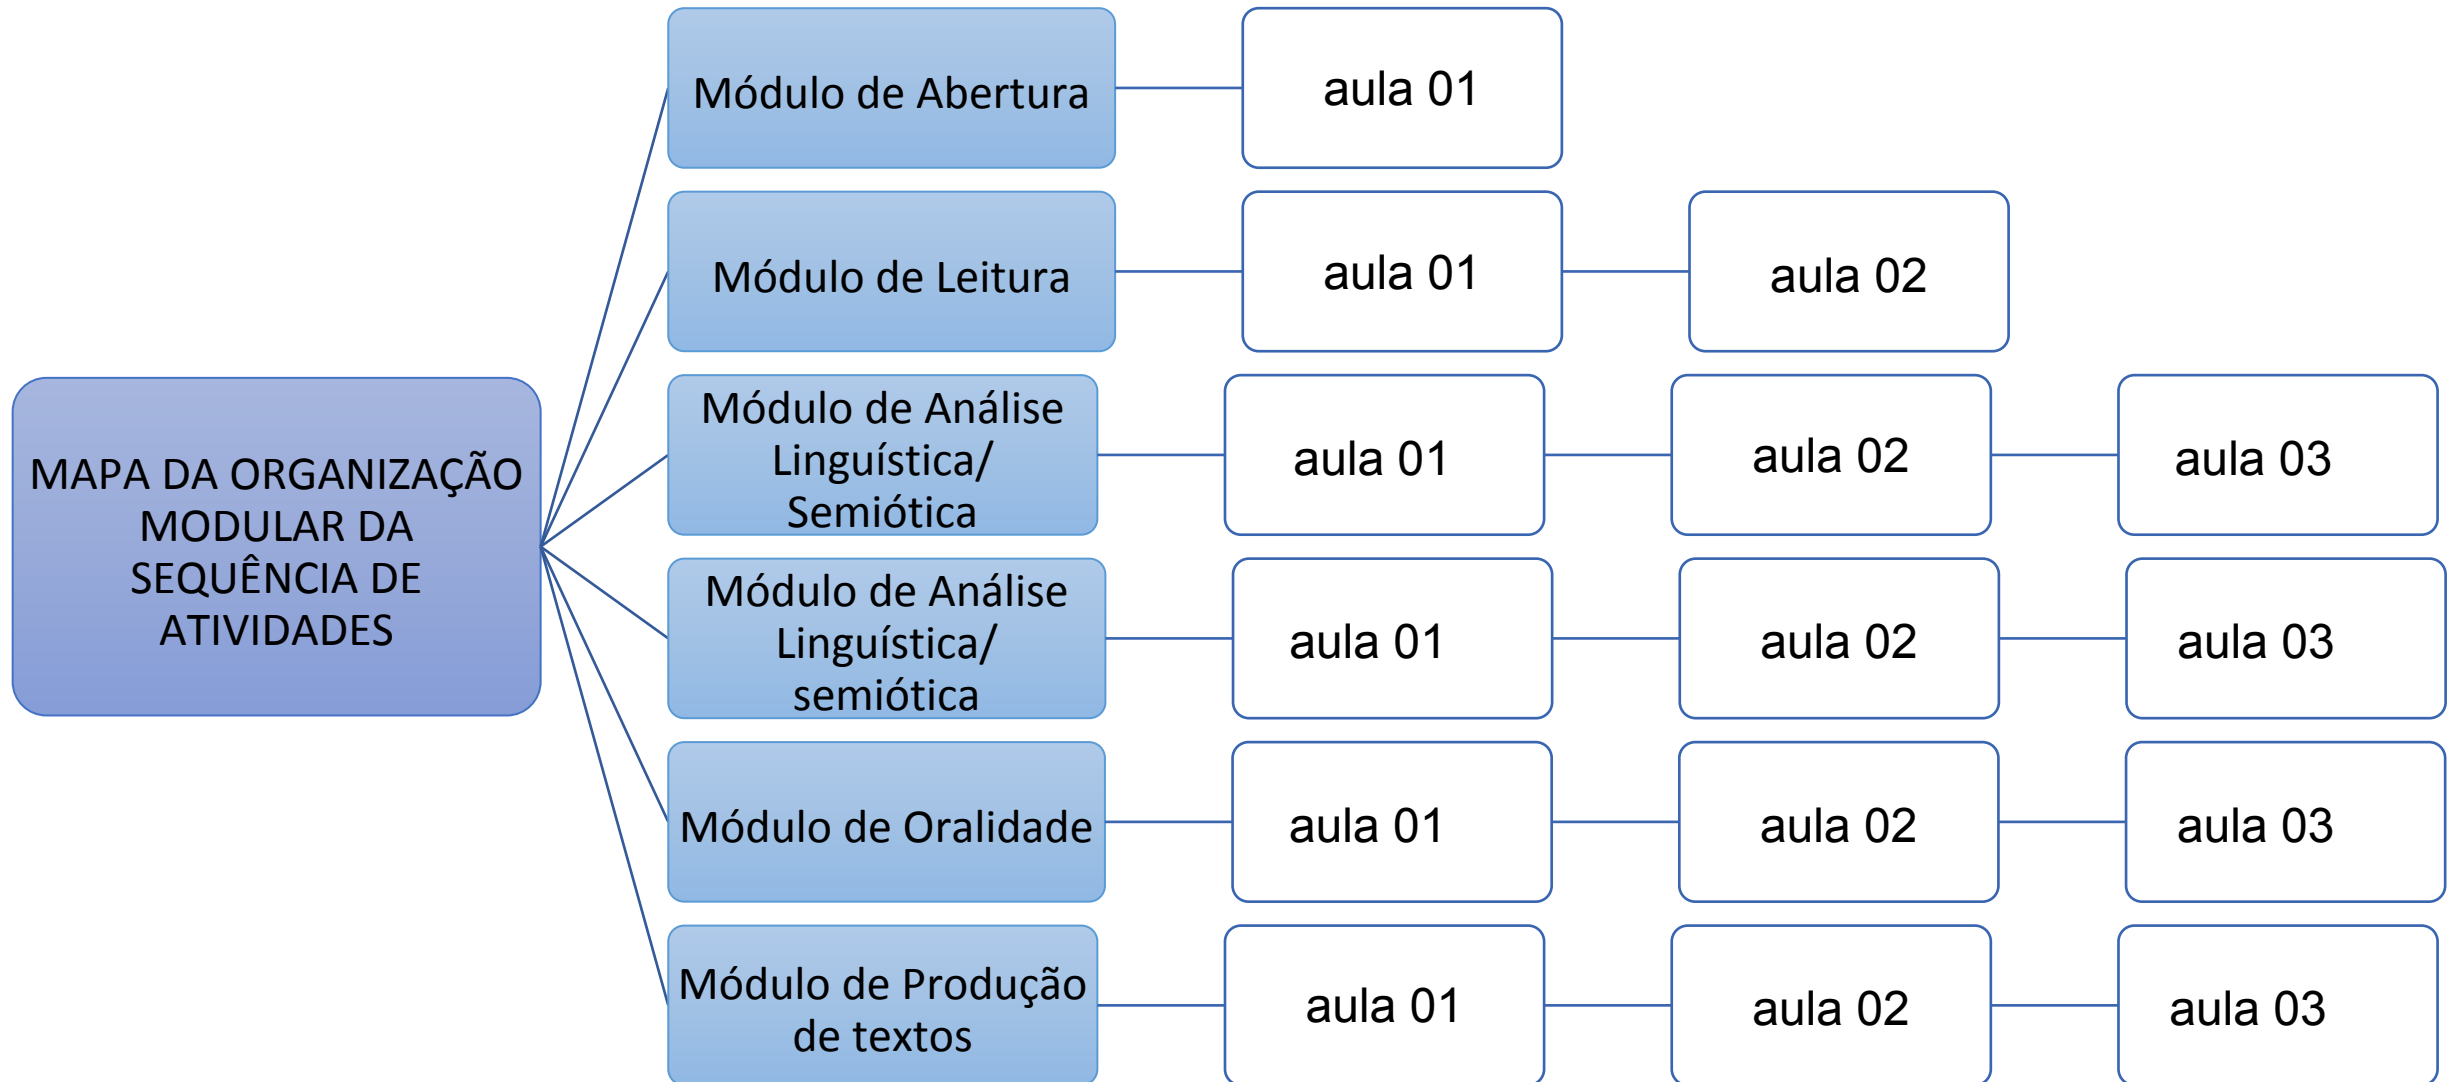 MAPA DA ORGANIZAÇÃO
MODULAR DA
SEQUÊNCIA DE
ATIVIDADES
Módulo de Abertura
aula 01
Módulo de Leitura
aula 01
aula 02
Módulo de Análise
Linguística/
Semiótica
aula 01
aula 02
aula 03
Módulo de Análise
Linguística/
semiótica
aula 01
aula 02
aula 03
Módulo de Oralidade
aula 01
aula 02
aula 03
Módulo de Produção
de textos
aula 01
aula 02
aula 03